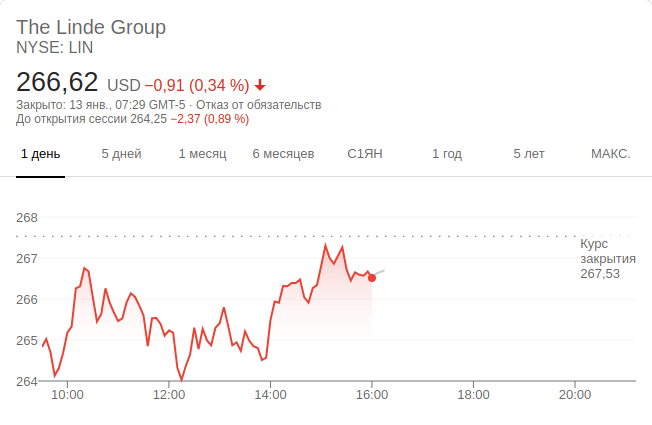 The Linde Group
NYSE: LIN
266,62 USD −0,91 (0,34 %)
Закрыто: 13 янв., 07:29 GMT-5 · Отказ от обязательств
До открытия сессии 264,25 −2,37 (0,89 %)
1 день 5 дней 1 месяц 6 месяцев С1ЯН 1 год 5 лет МАКС.
268
267
266
265
264
Курс
закрытия
267,53
10:00 12:00 14:00 16:00 18:00 20:00